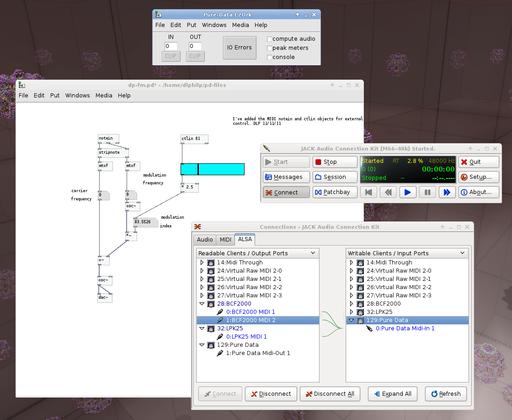 Pure Data (Ork
File Edit Put Windows Media Help
IN OUT
0 0
CLIP CLIP
IO Errors
compute audio
peak meters
console
dp-fm.pd* - /home/dlphilp/pd-files
File Edit Put Windows Media Help
I've added the MIDI notein and ctlin objects for external
control. DLP 11/11/11
notein
stripnote
mtof
mtof
ctlin 81
modulation
frequency
* 2.5
carrier
frequency
0
0
osc~
83.5526
modulation
index
*~
+~
osc~
dac~
JACK Audio Connection Kit Started.
Start Stop
Messages Session
Connect Patchbay
Started RT 2.8 % 48000 Hz
00:00:00
Stopped
Quit
Setup...
About...
Connections - JACK Audio Connection Kit
Audio MIDI ALSA
Readable Clients / Output Ports
14:Midi Through
24:Virtual Raw MIDI 2-0
25:Virtual Raw MIDI 2-1
26:Virtual Raw MIDI 2-2
27:Virtual Raw MIDI 2-3
28:BCF2000
0:BCF2000 MIDI 1
1:BCF2000 MIDI 2
32:LPK25
0:LPK25 MIDI 1
129:Pure Data
1:Pure Data Midi-Out 1
Writable Clients / Input Ports
14:Midi Through
24:Virtual Raw MIDI 2-0
25:Virtual Raw MIDI 2-1
26:Virtual Raw MIDI 2-2
27:Virtual Raw MIDI 2-3
28:BCF2000
32:LPK25
129:Pure Data
0:Pure Data Midi-In 1
Connect Disconnect Disconnect All Expand All Refresh